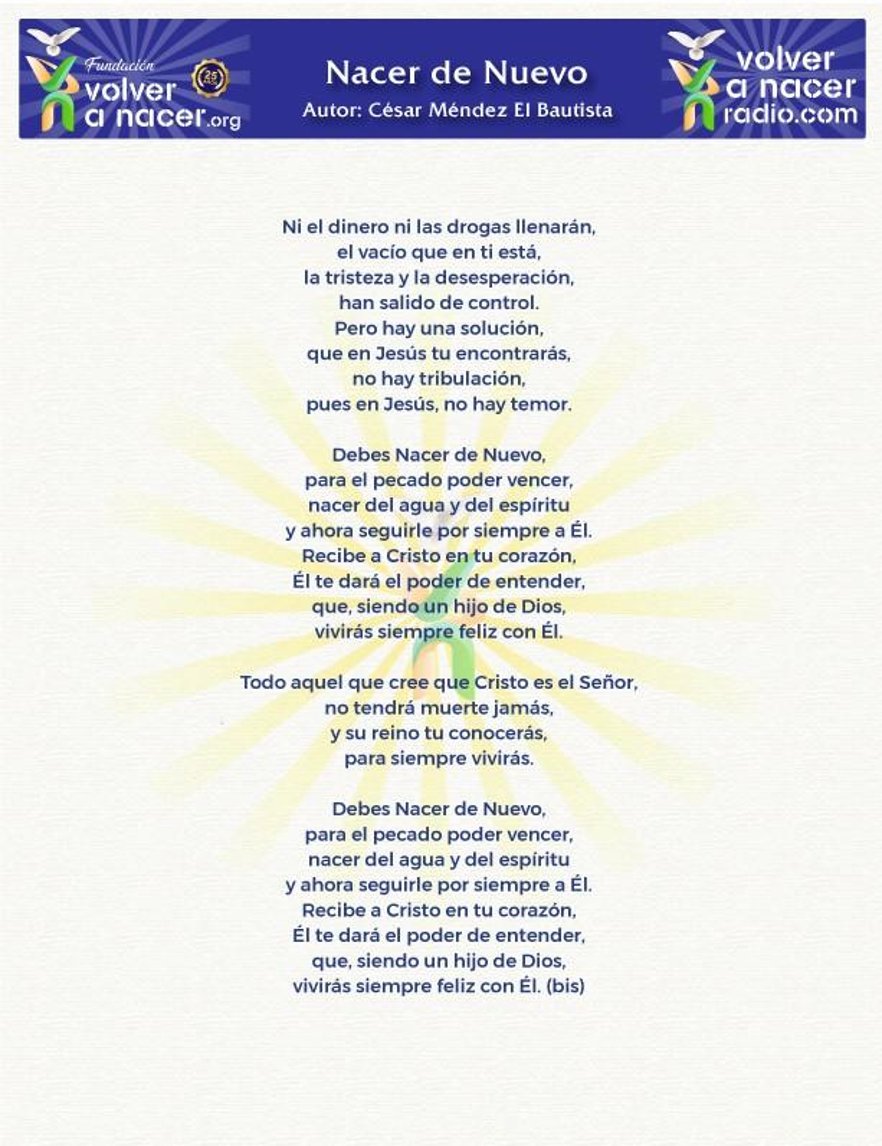 Fundación
volver
a nacer.org
25
Nacer de Nuevo
Autor: César Méndez El Bautista
volver
a nacer
radio.com
Ni el dinero ni las drogas llenarán,
el vacío que en ti está,
la tristeza y la desesperación,
han salido de control.
Pero hay una solución,
que en Jesús tu encontrarás,
no hay tribulación,
pues en Jesús, no hay temor.
Debes Nacer de Nuevo,
para el pecado poder vencer,
nacer del agua y del espíritu
y ahora seguirle por siempre a Él.
Recibe a Cristo en tu corazón,
Él te dará el poder de entender,
que, siendo un hijo de Dios,
vivirás siempre feliz con Él.
Todo aquel que cree que Cristo es el Señor,
no tendrá muerte jamás,
y su reino tu conocerás,
para siempre vivirás.
Debes Nacer de Nuevo,
para el pecado poder vencer,
nacer del agua y del espíritu
y ahora seguirle por siempre a Él.
Recibe a Cristo en tu corazón,
Él te dará el poder de entender,
que, siendo un hijo de Dios,
vivirás siempre feliz con Él. (bis)